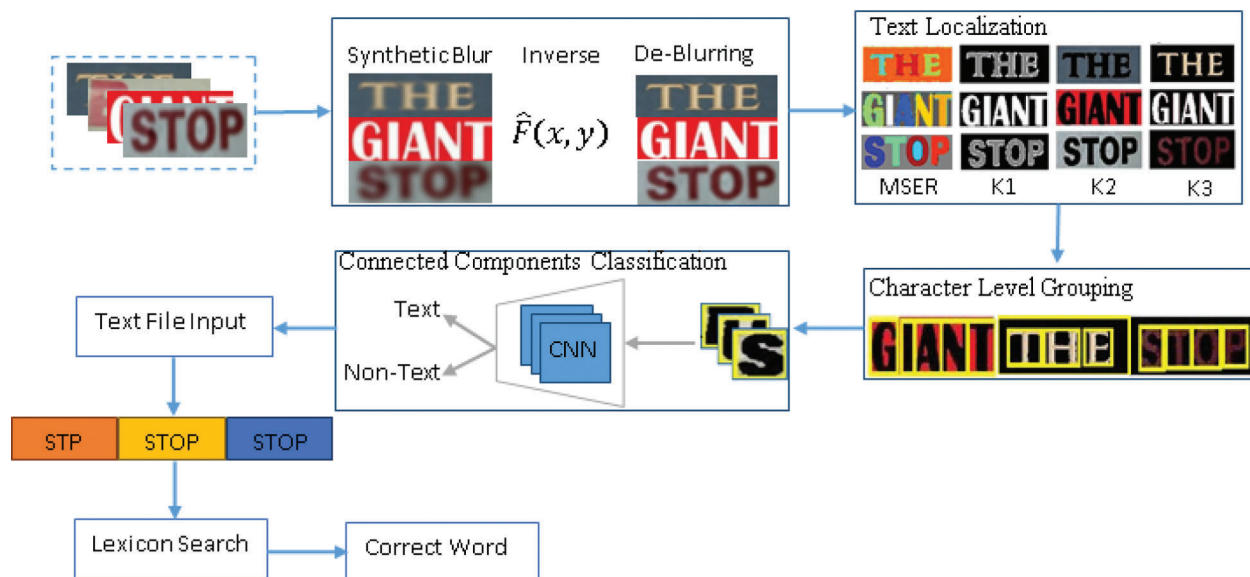 THE
GIANT
STOP
Synthetic Blur Inverse De-Blurring
THE THE
GIANT F̂(x, y) GIANT
STOP STOP
Text Localization
THE THE THE THE
GIANT GIANT GIANT GIANT
STOP STOP STOP STOP
MSER K1 K2 K3
Character Level Grouping
GIANT THE STOP
Connected Components Classification
Text
Non-Text
CNN
S
Text File Input
STP STOP STOP
Lexicon Search
Correct Word